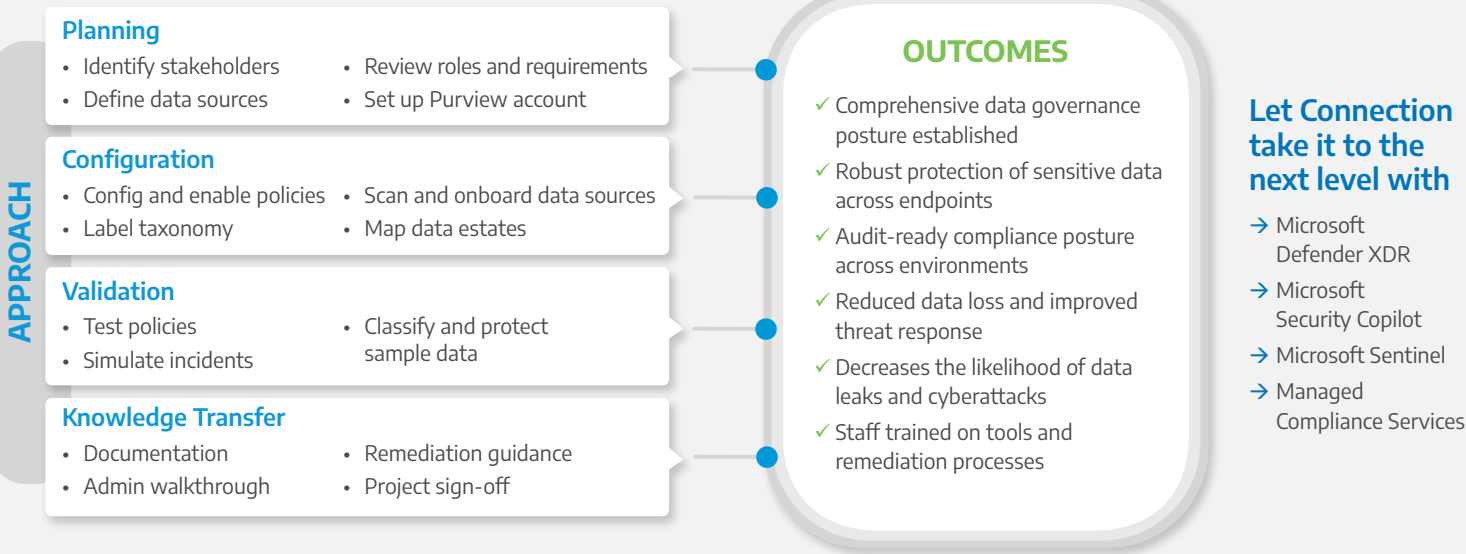 APPROACH
Planning
• Identify stakeholders
• Define data sources
• Review roles and requirements
• Set up Purview account
Configuration
• Config and enable policies
• Label taxonomy
• Scan and onboard data sources
• Map data estates
Validation
• Test policies
• Simulate incidents
• Classify and protect
sample data
Knowledge Transfer
• Documentation
• Admin walkthrough
• Remediation guidance
• Project sign-off
OUTCOMES
✓ Comprehensive data governance
posture established
✓ Robust protection of sensitive data
across endpoints
✓ Audit-ready compliance posture
across environments
✓ Reduced data loss and improved
threat response
✓ Decreases the likelihood of data
leaks and cyberattacks
✓ Staff trained on tools and
remediation processes
Let Connection
take it to the
next level with
→ Microsoft
Defender XDR
→ Microsoft
Security Copilot
→ Microsoft Sentinel
→ Managed
Compliance Services